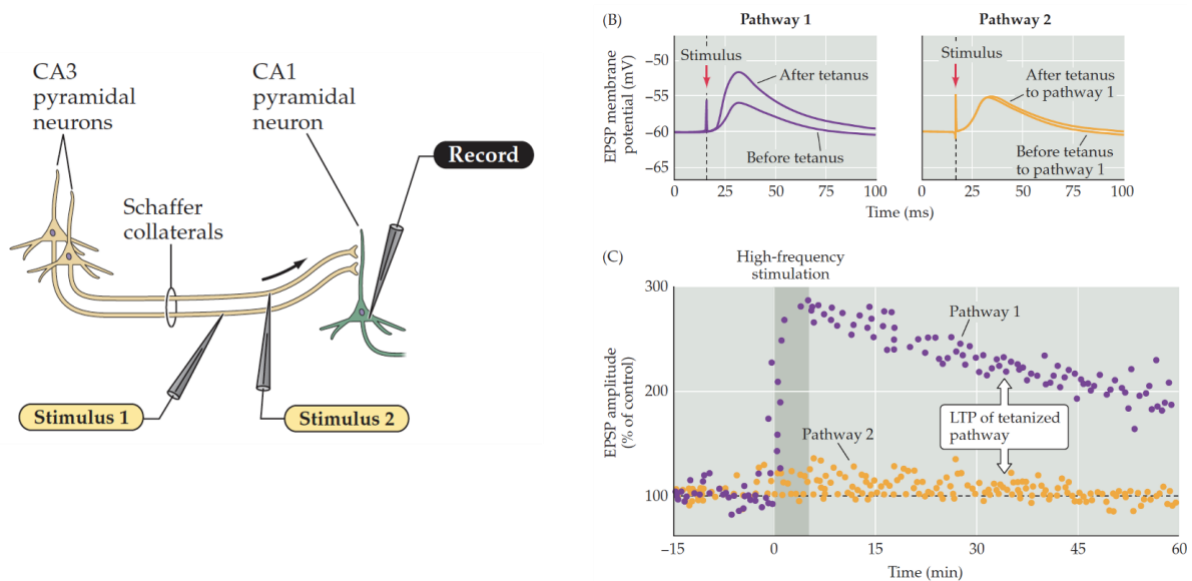 CA3
pyramidal
neurons
CA1
pyramidal
neuron
Record
Schaffer
collaterals
Stimulus 1
Stimulus 2
(B)
Pathway 1
Pathway 2
EPSP membrane
potential (mV)
−50
−55
−60
−65
Stimulus
After tetanus
Before tetanus
0
25
50
75
100
Stimulus
After tetanus
to pathway 1
Before tetanus
to pathway 1
0
25
50
75
100
Time (ms)
(C)
High-frequency
stimulation
EPSP amplitude
(% of control)
300
200
100
Pathway 1
LTP of tetanized
pathway
Pathway 2
−15
0
15
30
45
60
Time (min)